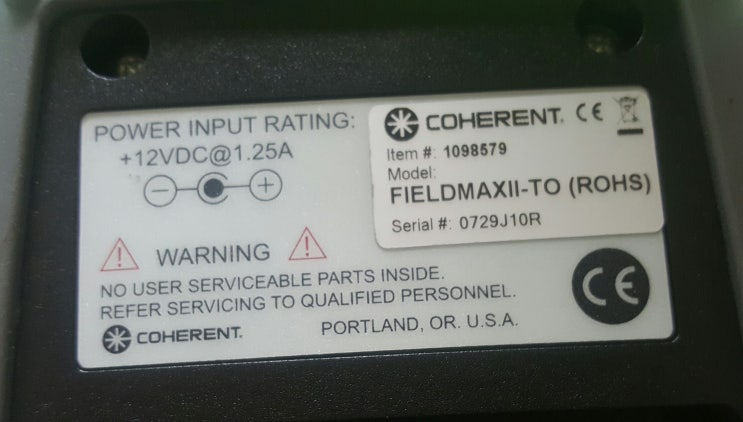 POWER INPUT RATING:
+12VDC@1.25A
COHERENT. CE
Item #: 1098579
Model:
FIELDMAXII-TO (ROHS)
Serial #: 0729J10R
WARNING
NO USER SERVICEABLE PARTS INSIDE.
REFER SERVICING TO QUALIFIED PERSONNEL.
COHERENT. PORTLAND, OR. U.S.A.
CE